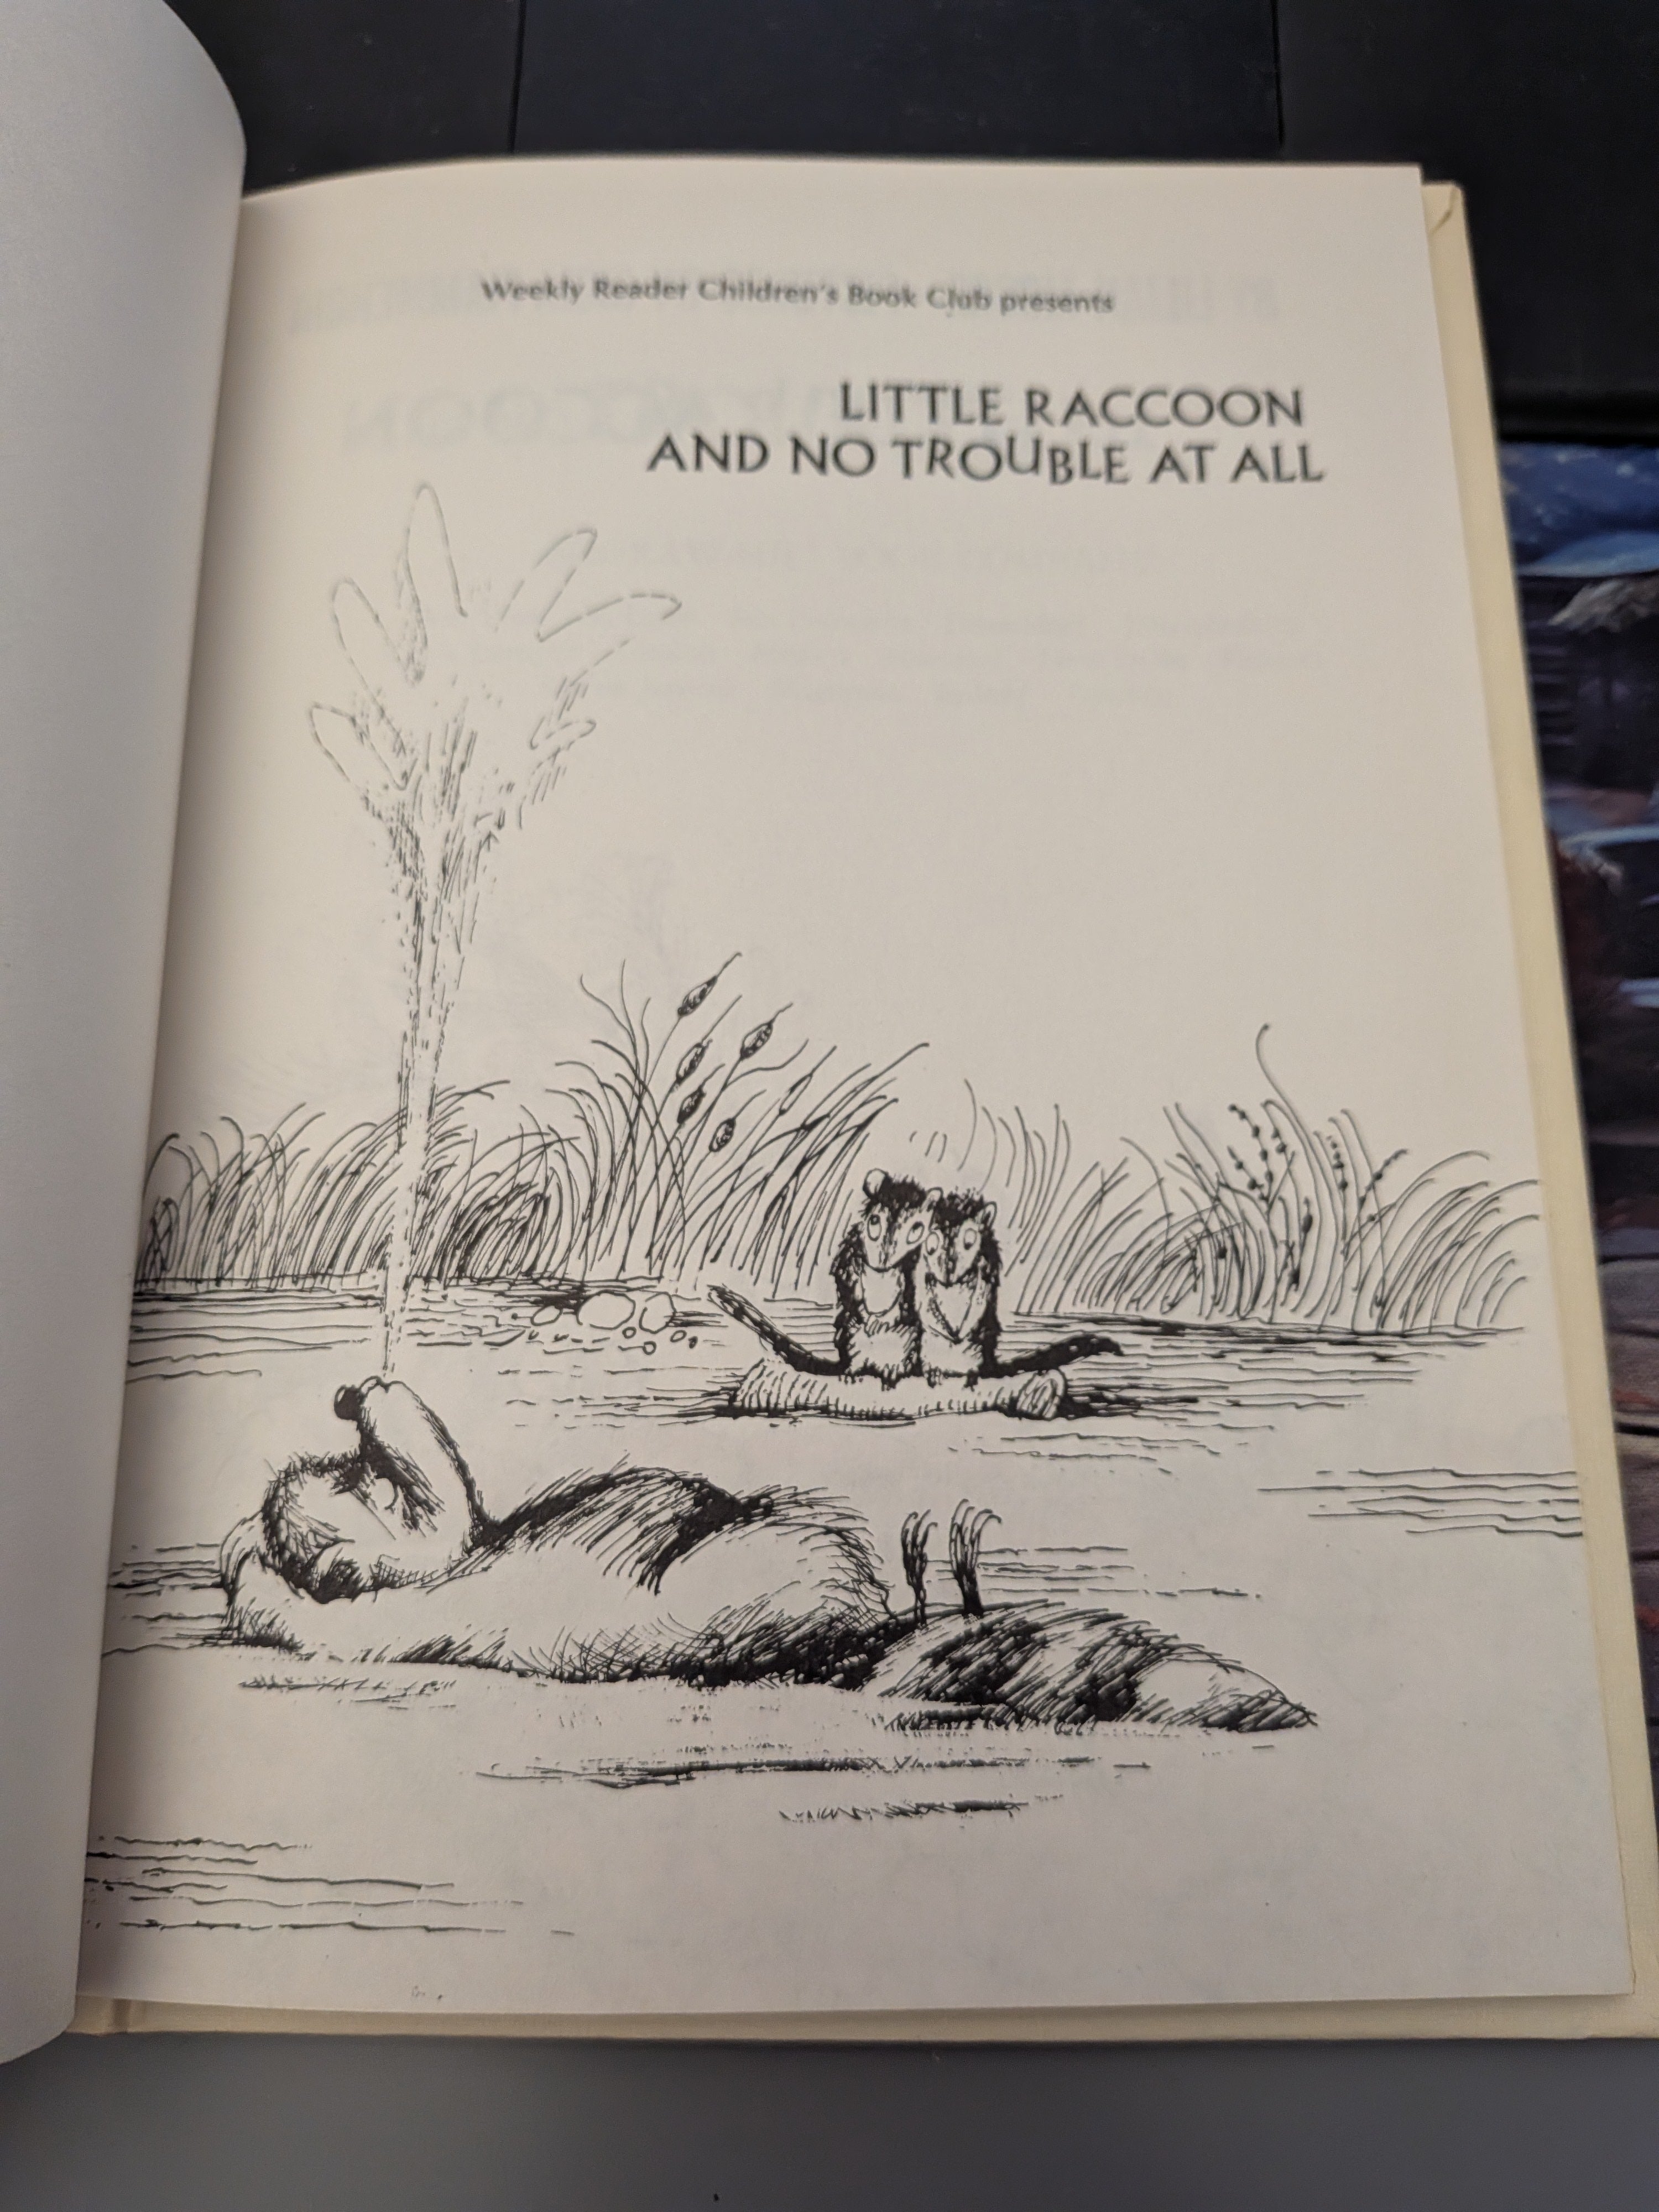 Weekly Reader Children's Book Club presents
LITTLE RACCOON
AND NO TROUBLE AT ALL